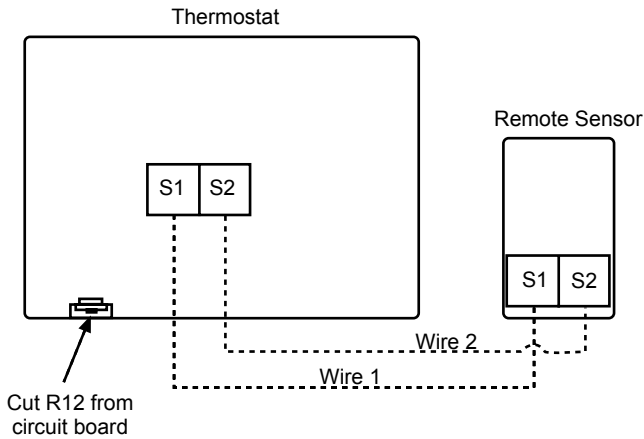 Thermostat
Remote Sensor
S1 S2
S1 S2
Wire 2
Wire 1
Cut R12 from
circuit board